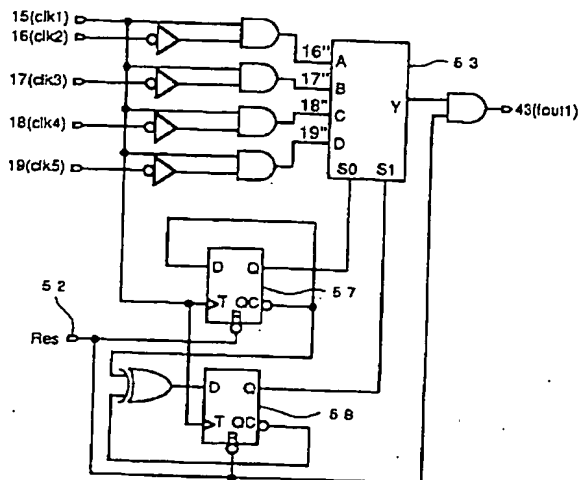 15(clk1)
16(clk2)
17(clk3)
18(clk4)
19(clk5)
16"
17"
18"
19"
A
B
C
D
Y
S0 S1
53
43(fout1)
D Q
T R QC
57
52
Res
D Q
T R QC
58